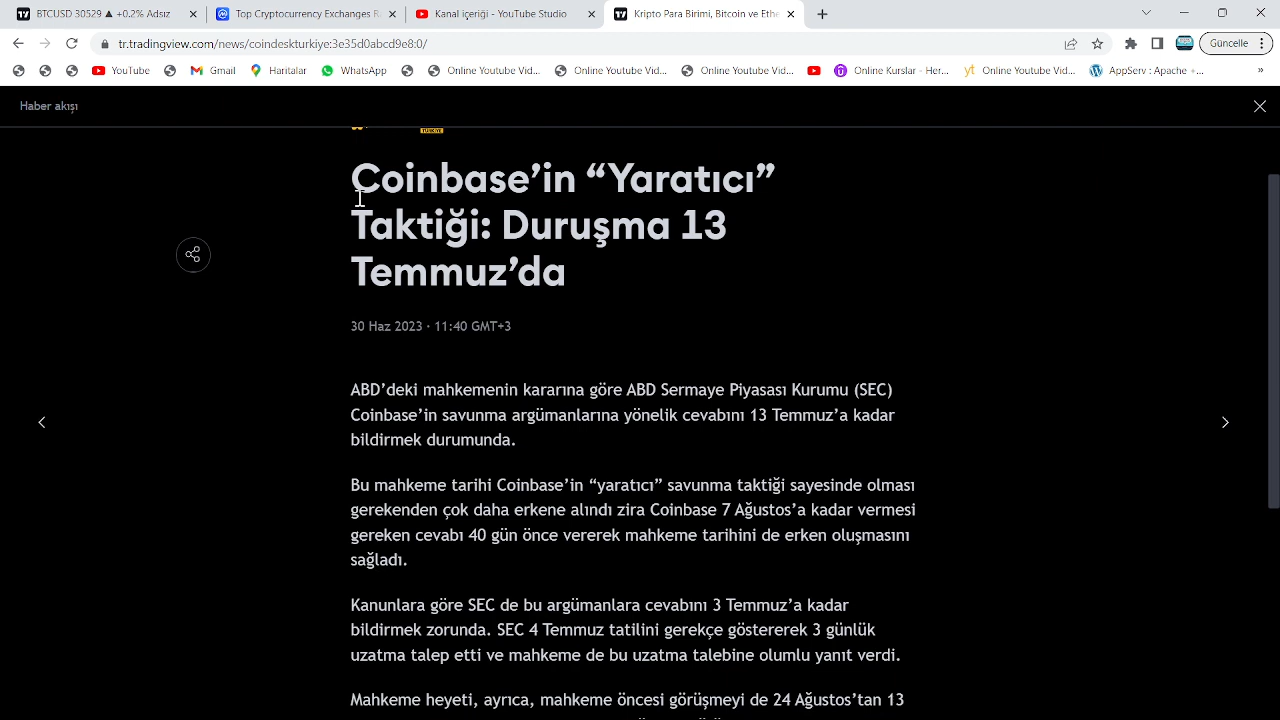 BTCUSD 30529 ▲ +0.2% Adsız
Top Cryptocurrency Exchanges R
Kanal içeriği - YouTube Studio
Kripto Para Birimi, Bitcoin ve Ethe
tr.tradingview.com/news/coindeskturkiye:3e35d0abcd9e8:0/
Güncelle
YouTube
Gmail
Haritalar
WhatsApp
Online Youtube Vid...
Online Youtube Vid...
Online Youtube Vid...
Online Kurslar - Her...
Online Youtube Vid...
AppServ : Apache +...
»
Haber akışı
TÜRKİYE
Coinbase’in “Yaratıcı”
Taktiği: Duruşma 13
Temmuz’da
30 Haz 2023 · 11:40 GMT+3
ABD’deki mahkemenin kararına göre ABD Sermaye Piyasası Kurumu (SEC)
Coinbase’in savunma argümanlarına yönelik cevabını 13 Temmuz’a kadar
bildirmek durumunda.
Bu mahkeme tarihi Coinbase’in “yaratıcı” savunma taktiği sayesinde olması
gerekenden çok daha erkene alındı zira Coinbase 7 Ağustos’a kadar vermesi
gereken cevabı 40 gün önce vererek mahkeme tarihini de erken oluşmasını
sağladı.
Kanunlara göre SEC de bu argümanlara cevabını 3 Temmuz’a kadar
bildirmek zorunda. SEC 4 Temmuz tatilini gerekçe göstererek 3 günlük
uzatma talep etti ve mahkeme de bu uzatma talebine olumlu yanıt verdi.
Mahkeme heyeti, ayrıca, mahkeme öncesi görüşmeyi de 24 Ağustos’tan 13